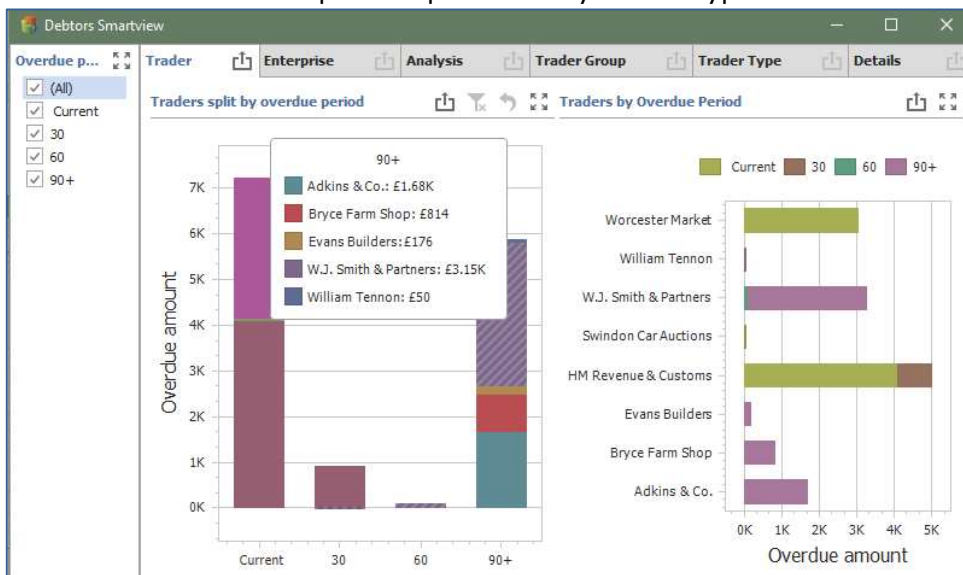 Debtors Smartview
Overdue p...
(All)
Current
30
60
90+
Trader
Enterprise
Analysis
Trader Group
Trader Type
Details
Traders split by overdue period
Traders by Overdue Period
90+
Adkins & Co.: £1.68K
Bryce Farm Shop: £814
Evans Builders: £176
W.J. Smith & Partners: £3.15K
William Tennon: £50
Overdue amount
7K
6K
5K
4K
3K
2K
1K
0K
Current 30 60 90+
Current 30 60 90+
Worcester Market
William Tennon
W.J. Smith & Partners
Swindon Car Auctions
HM Revenue & Customs
Evans Builders
Bryce Farm Shop
Adkins & Co.
0K 1K 2K 3K 4K 5K
Overdue amount